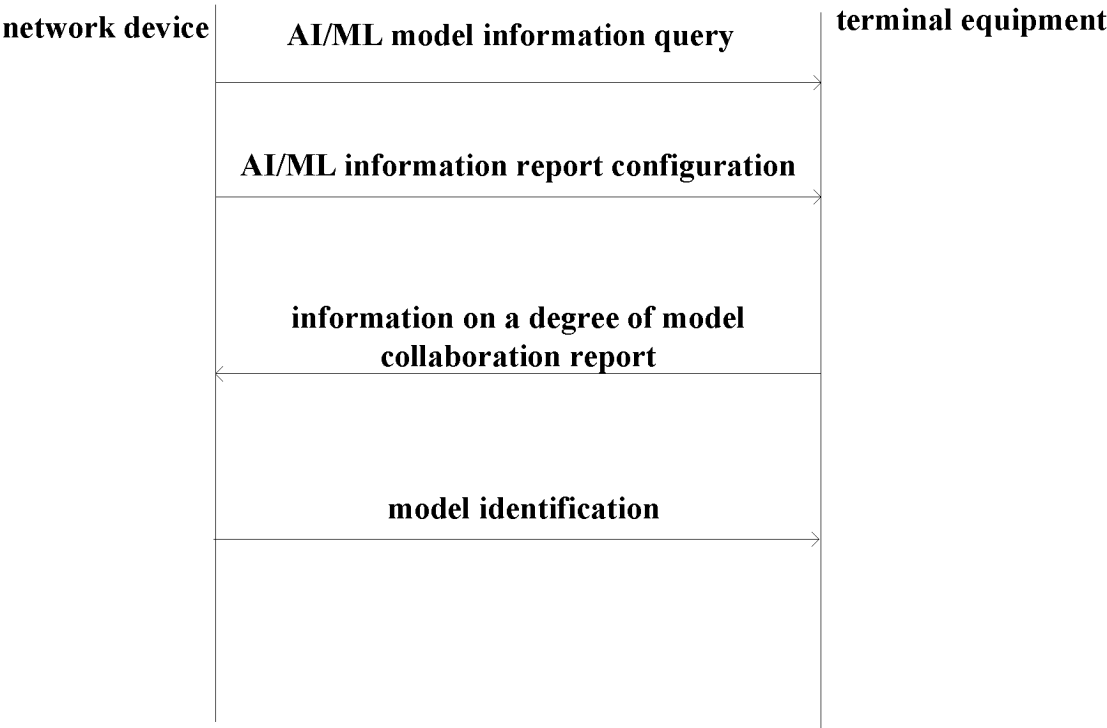 network device
terminal equipment
AI/ML model information query
AI/ML information report configuration
information on a degree of model
collaboration report
model identification